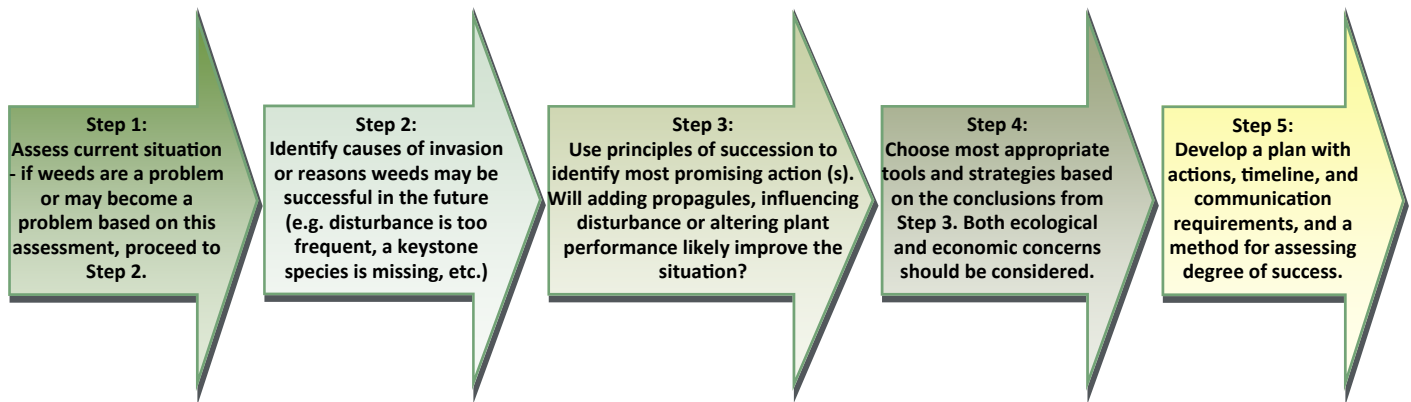 Step 1:
Assess current situation
- if weeds are a problem
or may become a
problem based on this
assessment, proceed to
Step 2.
Step 2:
Identify causes of invasion
or reasons weeds may be
successful in the future
(e.g. disturbance is too
frequent, a keystone
species is missing, etc.)
Step 3:
Use principles of succession to
identify most promising action (s).
Will adding propagules, influencing
disturbance or altering plant
performance likely improve the
situation?
Step 4:
Choose most appropriate
tools and strategies based
on the conclusions from
Step 3. Both ecological
and economic concerns
should be considered.
Step 5:
Develop a plan with
actions, timeline, and
communication
requirements, and a
method for assessing
degree of success.